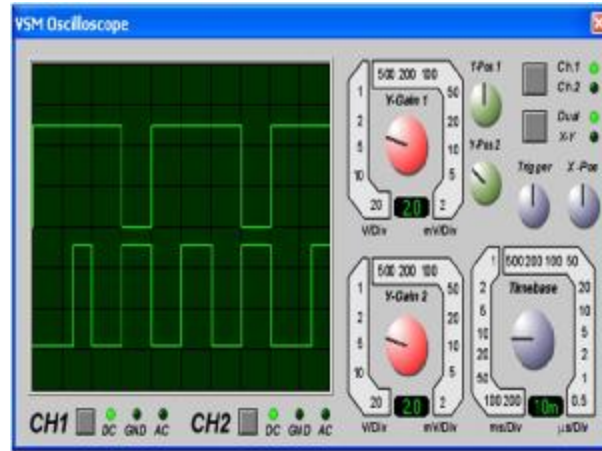 VSM Oscilloscope
500 200 100
1
2
5
10
20
50
20
10
5
2
Y-Gain 1
2.0
V/Div
mV/Div
Y-Pos 1
Y-Pos 2
Ch.1
Ch.2
Dual
X-Y
Trigger
X-Pos
500 200 100
1
2
5
10
20
50
20
10
5
2
Y-Gain 2
2.0
V/Div
mV/Div
1
500 200 100 50
2
5
10
20
50
100 200
20
10
5
2
1
0.5
Timebase
10m
ms/Div
µs/Div
CH1
DC GND AC
CH2
DC GND AC